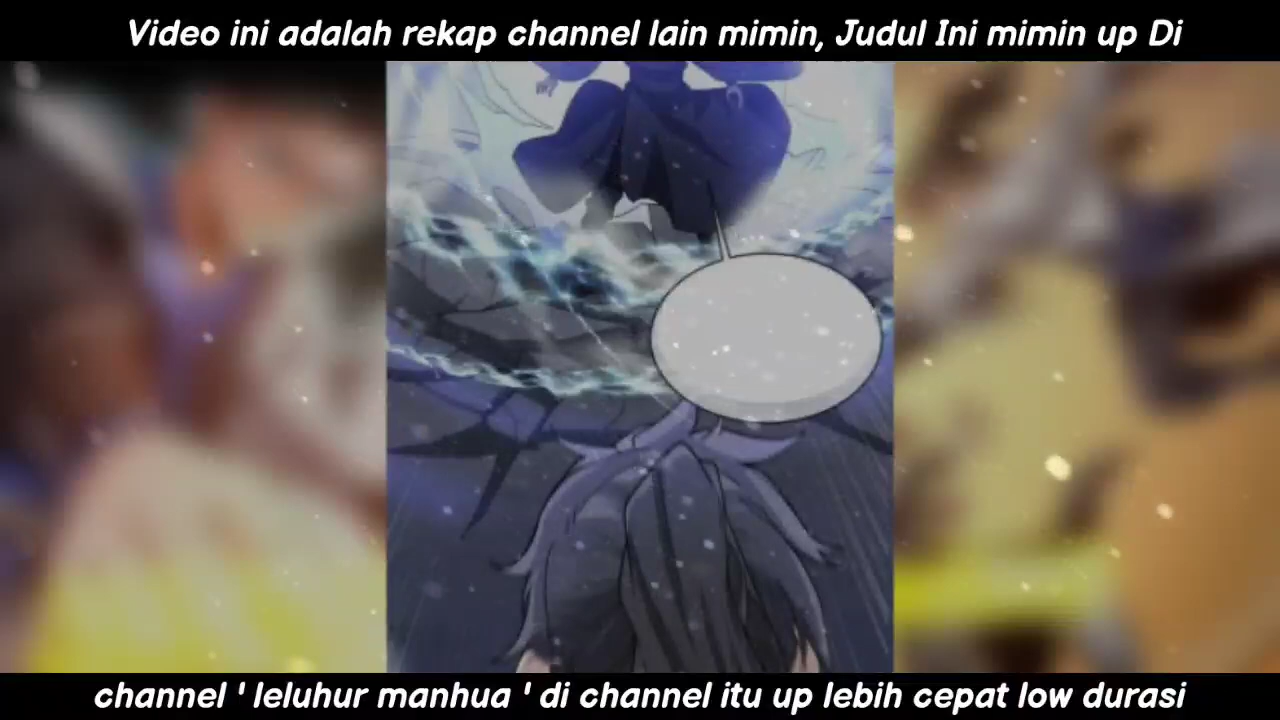 Video ini adalah rekap channel lain mimin, Judul Ini mimin up Di
channel ' leluhur manhua ' di channel itu up lebih cepat low durasi